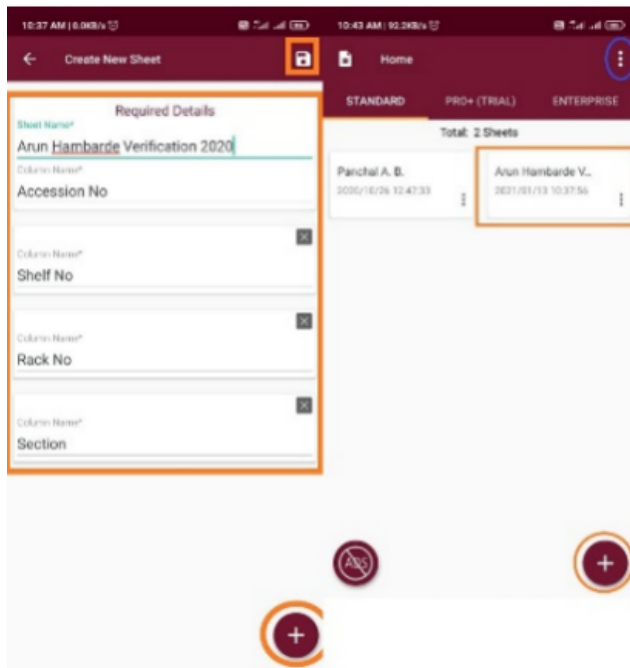 10:37 AM | 0.0KB/s
Create New Sheet
Required Details
Sheet Name*
Arun Hambarde Verification 2020
Column Name*
Accession No
Column Name*
Shelf No
Column Name*
Rack No
Column Name*
Section
10:43 AM | 92.2KB/s
Home
STANDARD PRO+ (TRIAL) ENTERPRISE
Total: 2 Sheets
Panchal A. B.
2020/10/26 12:47:33
Arun Hambarde V...
2021/01/13 10:37:56
ADS